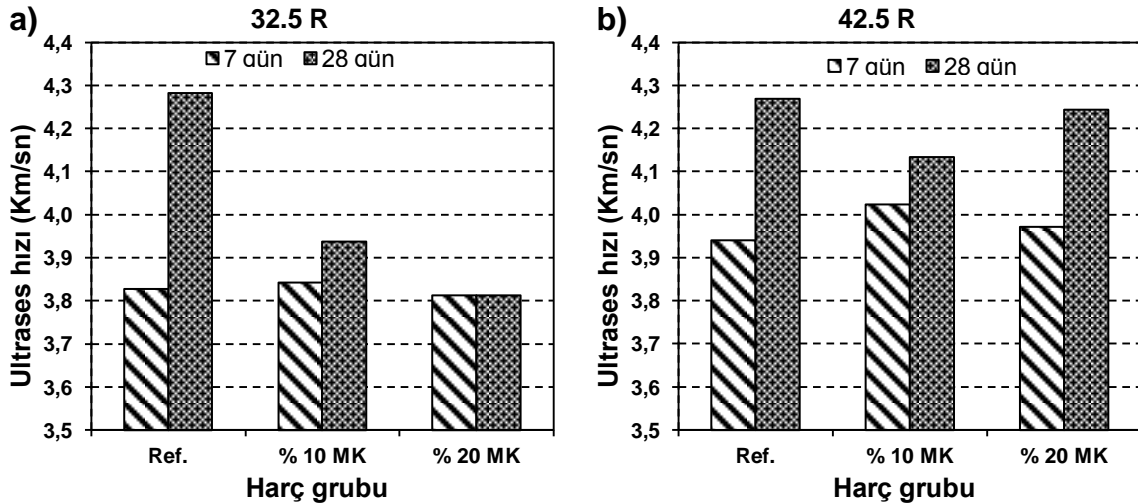 a)
32.5 R
4,4
4,3
4,2
4,1
4,0
3,9
3,8
3,7
3,6
3,5
Ultrases hızı (Km/sn)
7 gün
28 gün
Ref.
% 10 MK
% 20 MK
Harç grubu
b)
42.5 R
4,4
4,3
4,2
4,1
4,0
3,9
3,8
3,7
3,6
3,5
Ultrases hızı (Km/sn)
7 gün
28 gün
Ref.
% 10 MK
% 20 MK
Harç grubu